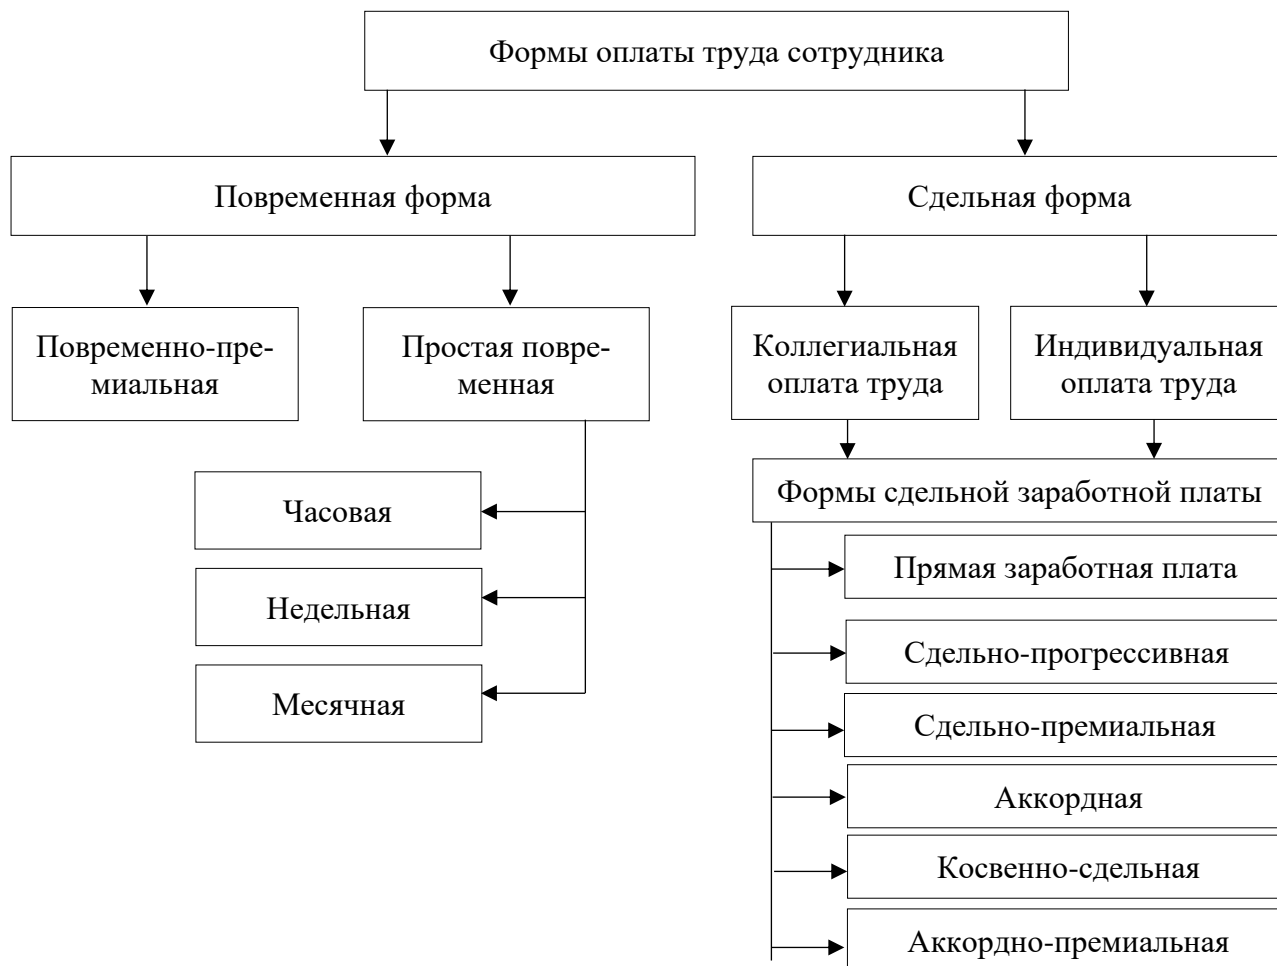 Формы оплаты труда сотрудника
Повременная форма
Сдельная форма
Повременно-пре-
миальная
Простая повре-
менная
Коллегиальная
оплата труда
Индивидуальная
оплата труда
Часовая
Недельная
Месячная
Формы сдельной заработной платы
Прямая заработная плата
Сдельно-прогрессивная
Сдельно-премиальная
Аккордная
Косвенно-сдельная
Аккордно-премиальная